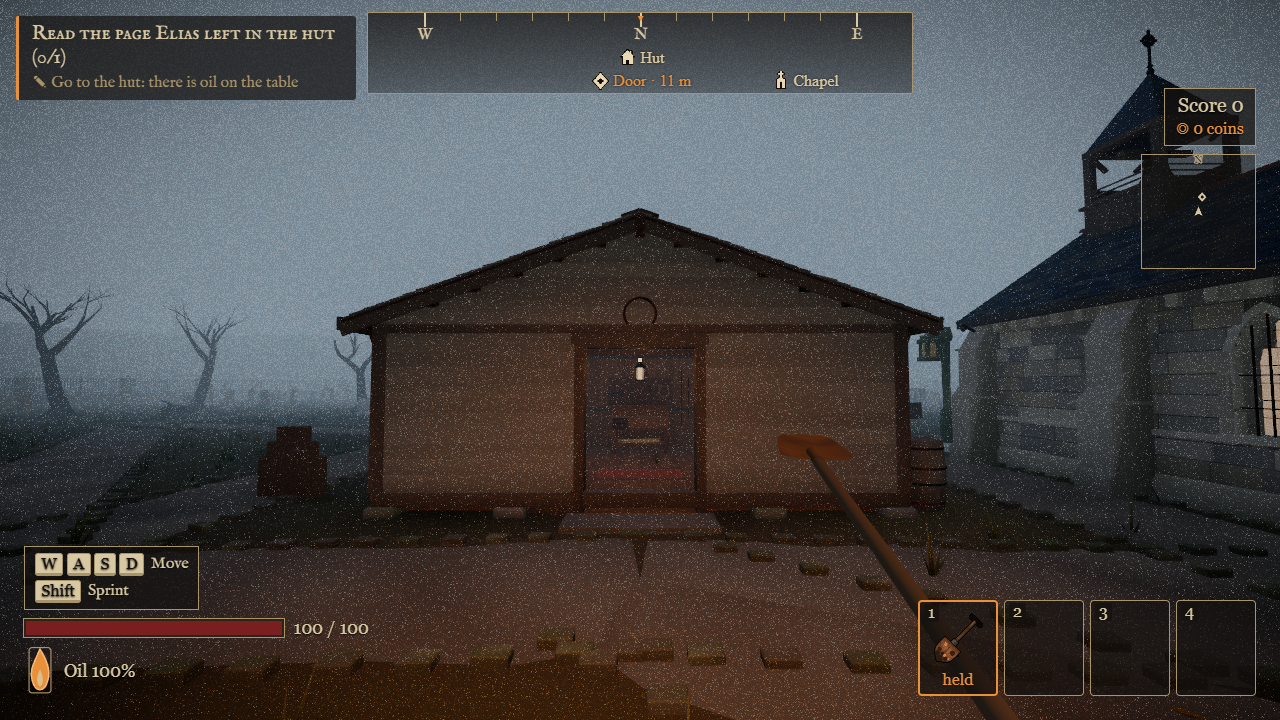 Read the page Elias left in the hut
(0/1)
Go to the hut: there is oil on the table
W N E
Hut
Door · 11 m
Chapel
Score 0
0 coins
N
W A S D Move
Shift Sprint
100 / 100
Oil 100%
1 2 3 4
held